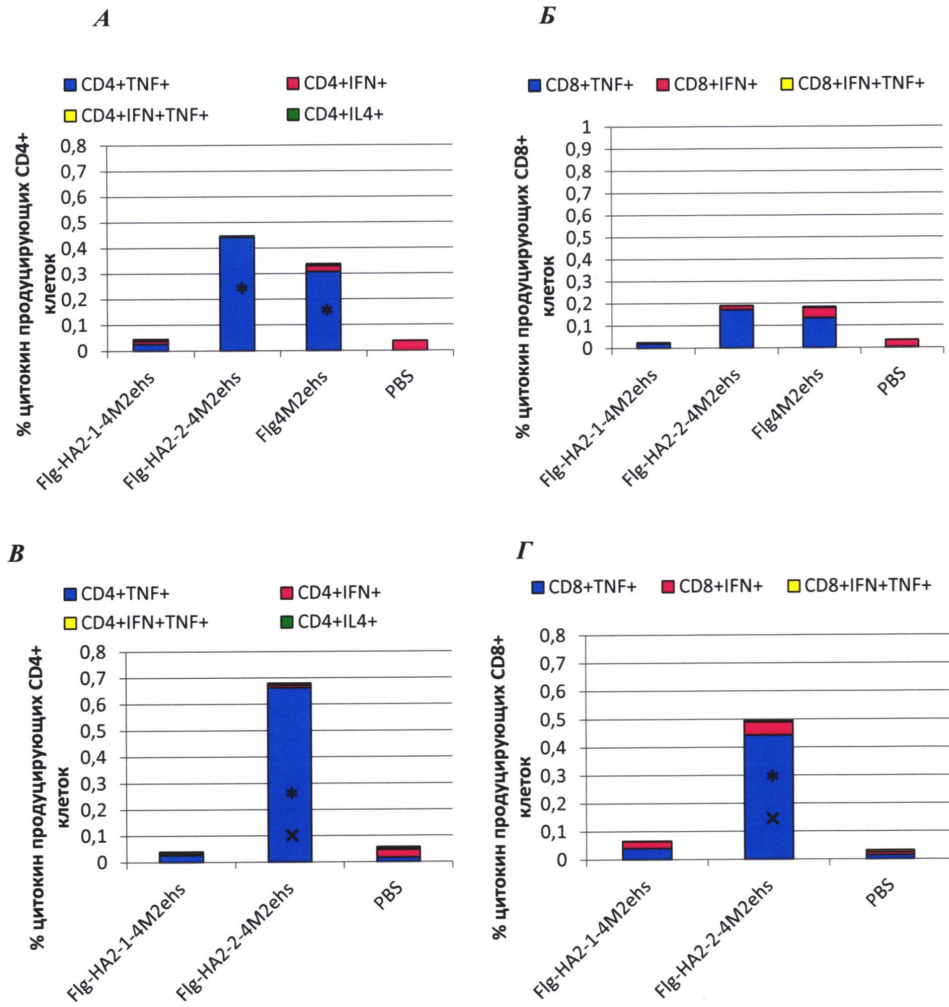 А
CD4+TNF+ CD4+IFN+
CD4+IFN+TNF+ CD4+IL4+
% цитокин продуцирующих CD4+
клеток
0,8
0,7
0,6
0,5
0,4
0,3
0,2
0,1
0
* *
Flg-HA2-1-4M2ehs
Flg-HA2-2-4M2ehs
Flg4M2ehs
PBS
Б
CD8+TNF+ CD8+IFN+ CD8+IFN+TNF+
% цитокин продуцирующих CD8+
клеток
1
0,9
0,8
0,7
0,6
0,5
0,4
0,3
0,2
0,1
0
Flg-HA2-1-4M2ehs
Flg-HA2-2-4M2ehs
Flg4M2ehs
PBS
В
CD4+TNF+ CD4+IFN+
CD4+IFN+TNF+ CD4+IL4+
% цитокин продуцирующих CD4+
клеток
0,8
0,7
0,6
0,5
0,4
0,3
0,2
0,1
0
*
×
Flg-HA2-1-4M2ehs
Flg-HA2-2-4M2ehs
PBS
Г
CD8+TNF+ CD8+IFN+ CD8+IFN+TNF+
% цитокин продуцирующих CD8+
клеток
0,8
0,7
0,6
0,5
0,4
0,3
0,2
0,1
0
*
×
Flg-HA2-1-4M2ehs
Flg-HA2-2-4M2ehs
PBS